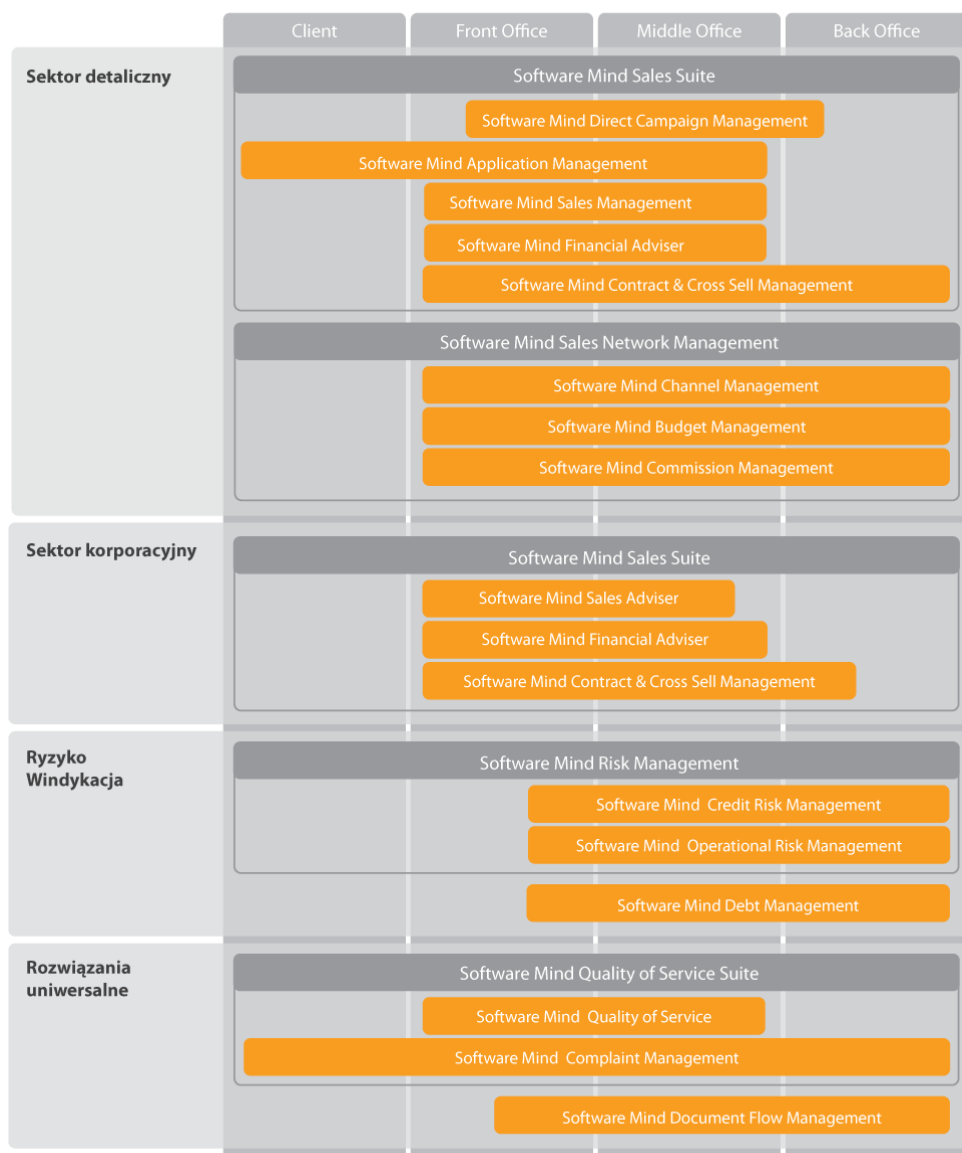 Client
Front Office
Middle Office
Back Office
Sektor detaliczny
Software Mind Sales Suite
Software Mind Direct Campaign Management
Software Mind Application Management
Software Mind Sales Management
Software Mind Financial Adviser
Software Mind Contract & Cross Sell Management
Software Mind Sales Network Management
Software Mind Channel Management
Software Mind Budget Management
Software Mind Commission Management
Sektor korporacyjny
Software Mind Sales Suite
Software Mind Sales Adviser
Software Mind Financial Adviser
Software Mind Contract & Cross Sell Management
Ryzyko
Windykacja
Software Mind Risk Management
Software Mind Credit Risk Management
Software Mind Operational Risk Management
Software Mind Debt Management
Rozwiązania
uniwersalne
Software Mind Quality of Service Suite
Software Mind Quality of Service
Software Mind Complaint Management
Software Mind Document Flow Management